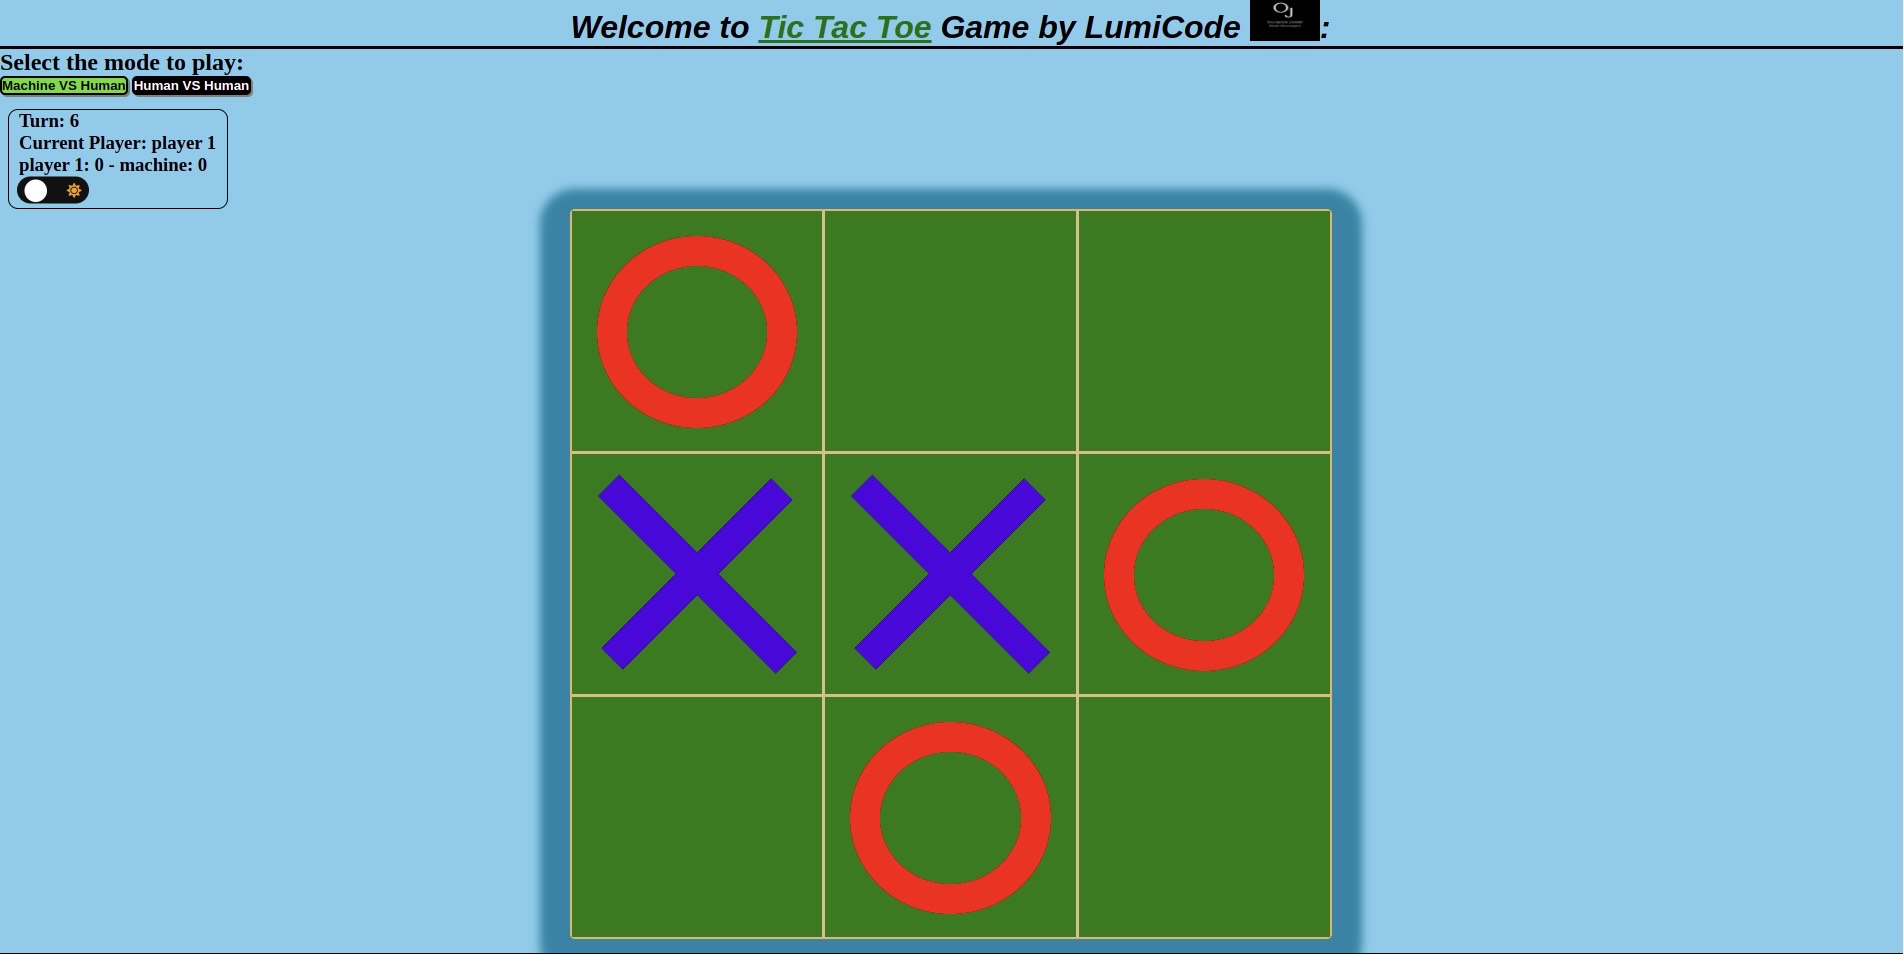 Welcome to Tic Tac Toe Game by LumiCode OJ :
Select the mode to play:
Machine VS Human Human VS Human
Turn: 6
Current Player: player 1
player 1: 0 - machine: 0